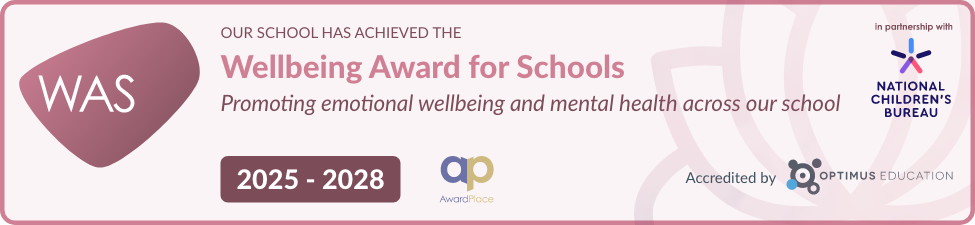 WAS
OUR SCHOOL HAS ACHIEVED THE
Wellbeing Award for Schools
Promoting emotional wellbeing and mental health across our school
in partnership with
NATIONAL
CHILDREN'S
BUREAU
2025 - 2028
ap
AwardPlace
Accredited by
OPTIMUS EDUCATION